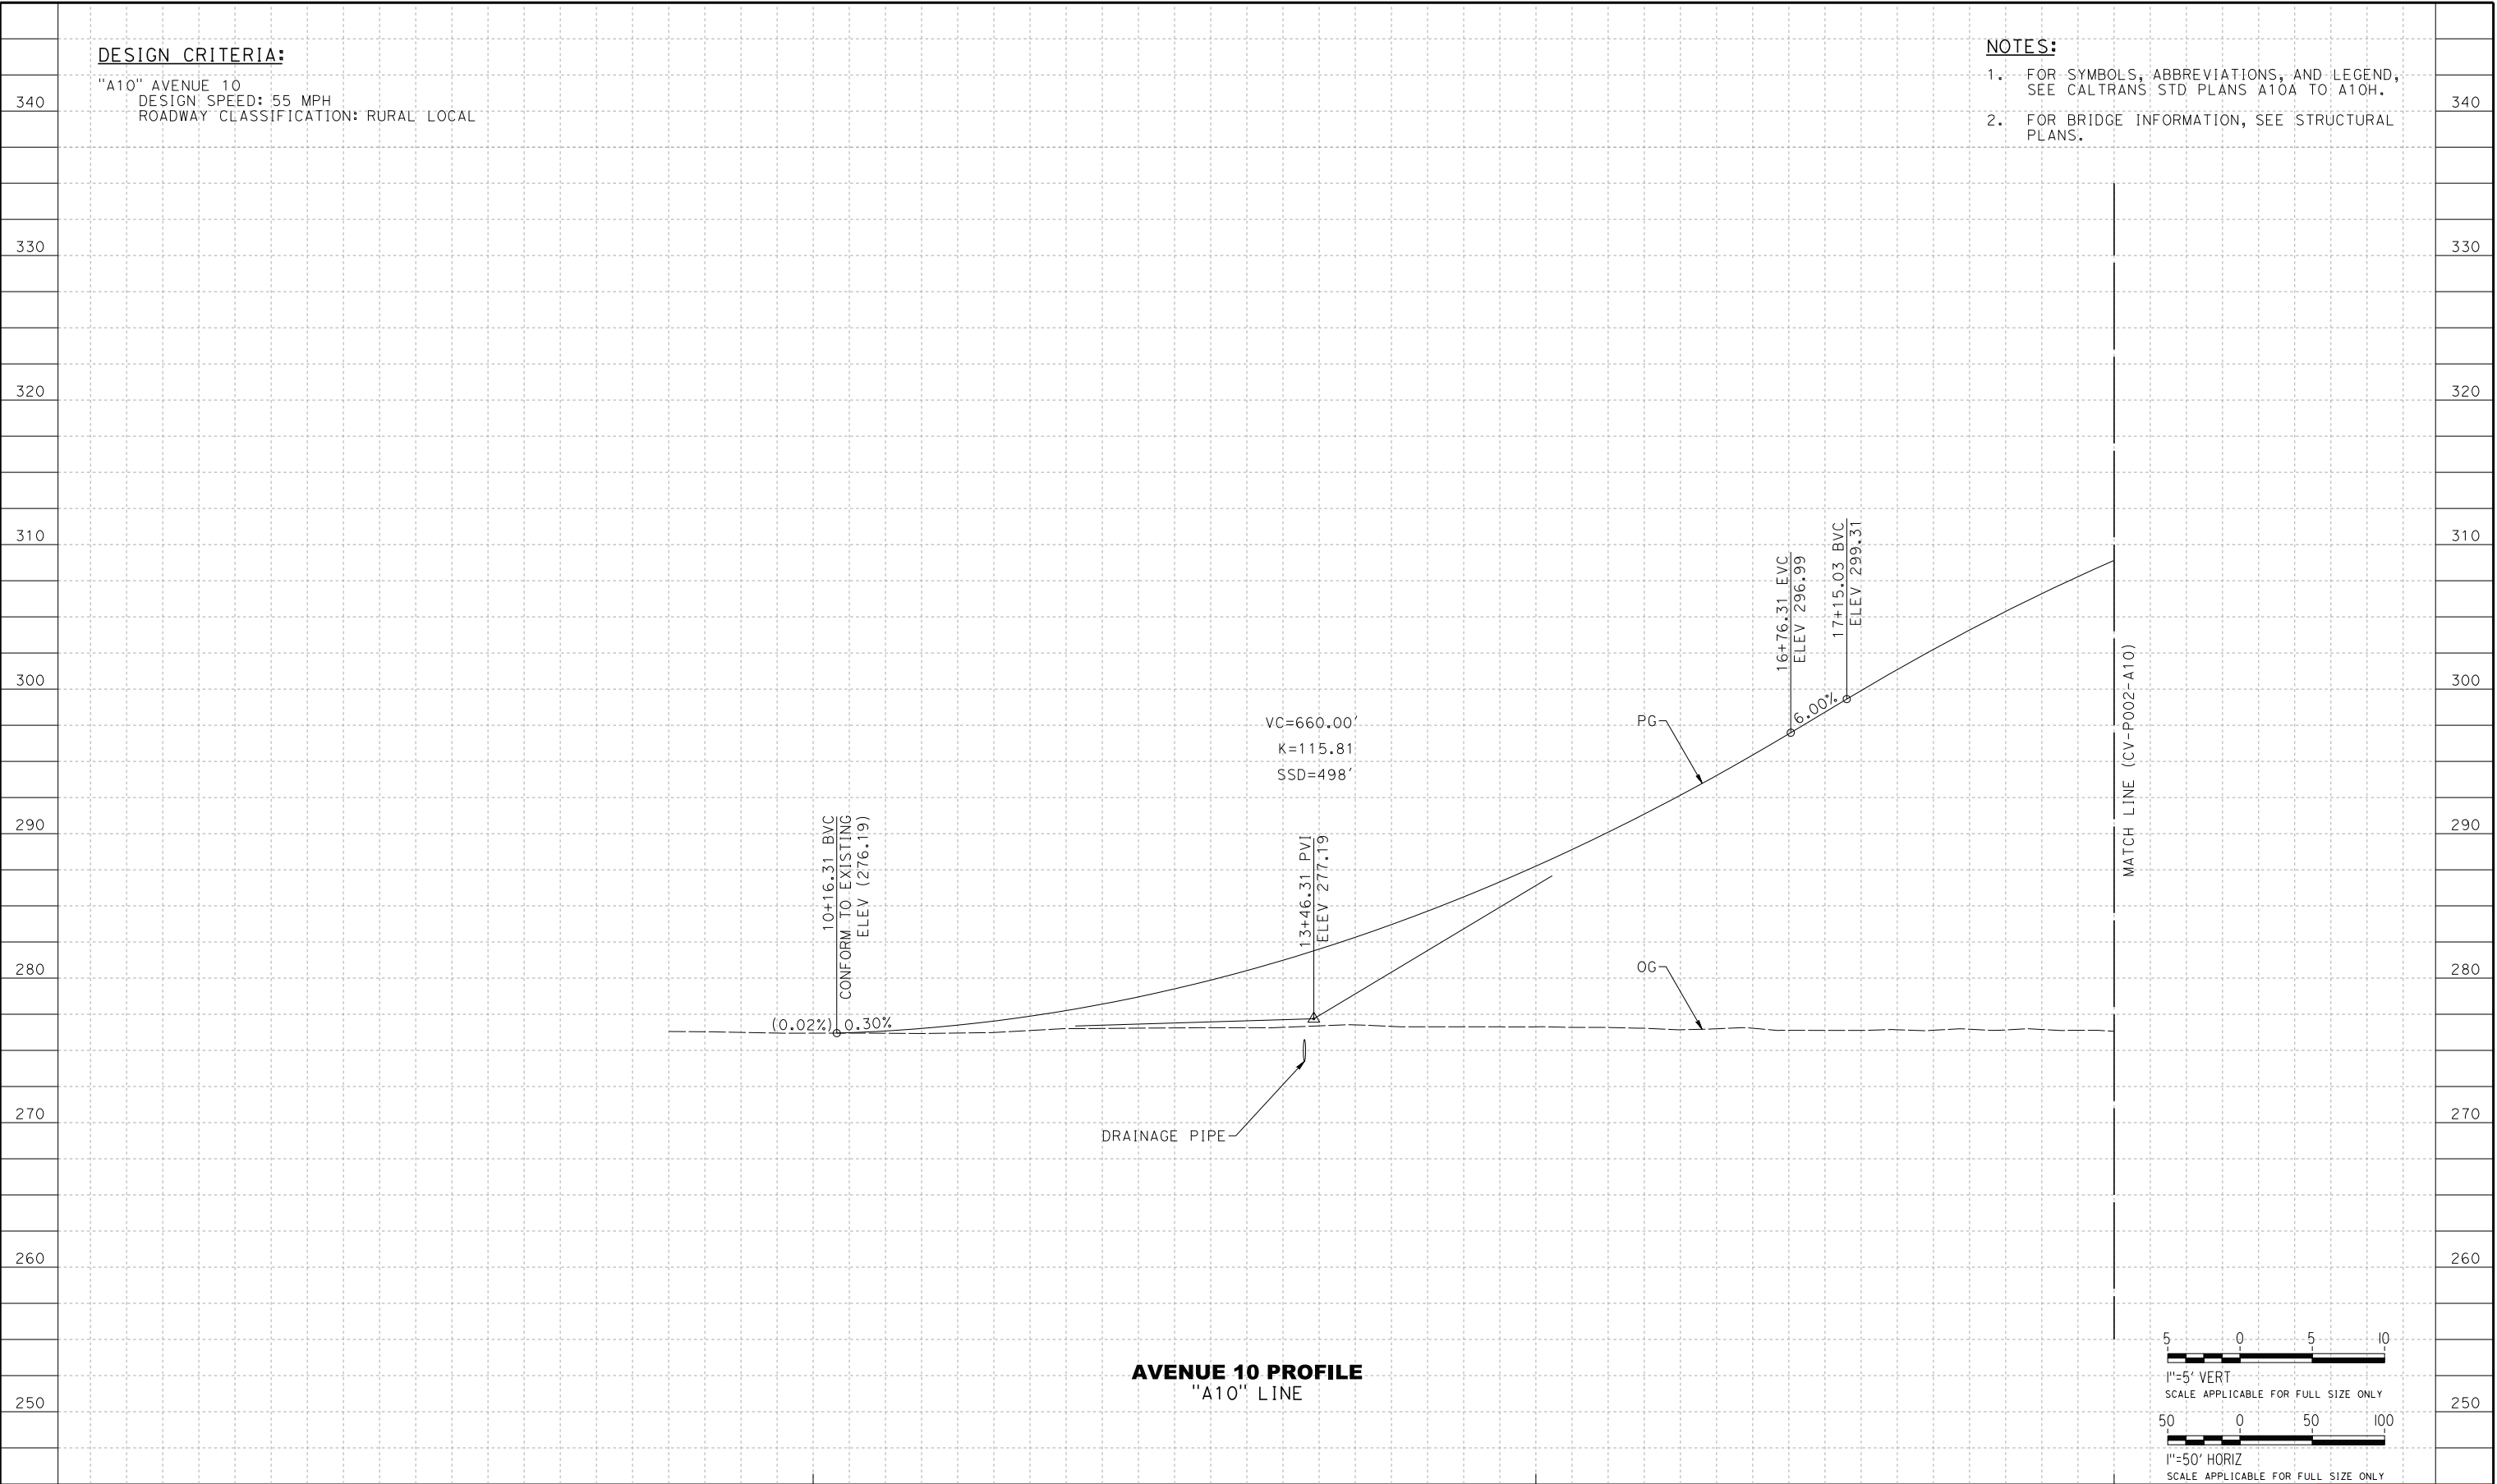 DESIGN CRITERIA:
"A10" AVENUE 10
DESIGN SPEED: 55 MPH
ROADWAY CLASSIFICATION: RURAL LOCAL
NOTES:
1. FOR SYMBOLS, ABBREVIATIONS, AND LEGEND,
SEE CALTRANS STD PLANS A10A TO A10H.
2. FOR BRIDGE INFORMATION, SEE STRUCTURAL
PLANS.
340
330
320
310
300
290
280
270
260
250
340
330
320
310
300
290
280
270
260
250
10+16.31 BVC
CONFORM TO EXISTING
ELEV (276.19)
(0.02%)
0.30%
VC=660.00'
K=115.81
SSD=498'
13+46.31 PVI
ELEV 277.19
DRAINAGE PIPE
PG
OG
16+76.31 EVC
ELEV 296.99
6.00%
17+15.03 BVC
ELEV 299.31
MATCH LINE (CV-P002-A10)
AVENUE 10 PROFILE
"A10" LINE
5 0 5 10
1"=5' VERT
SCALE APPLICABLE FOR FULL SIZE ONLY
50 0 50 100
1"=50' HORIZ
SCALE APPLICABLE FOR FULL SIZE ONLY